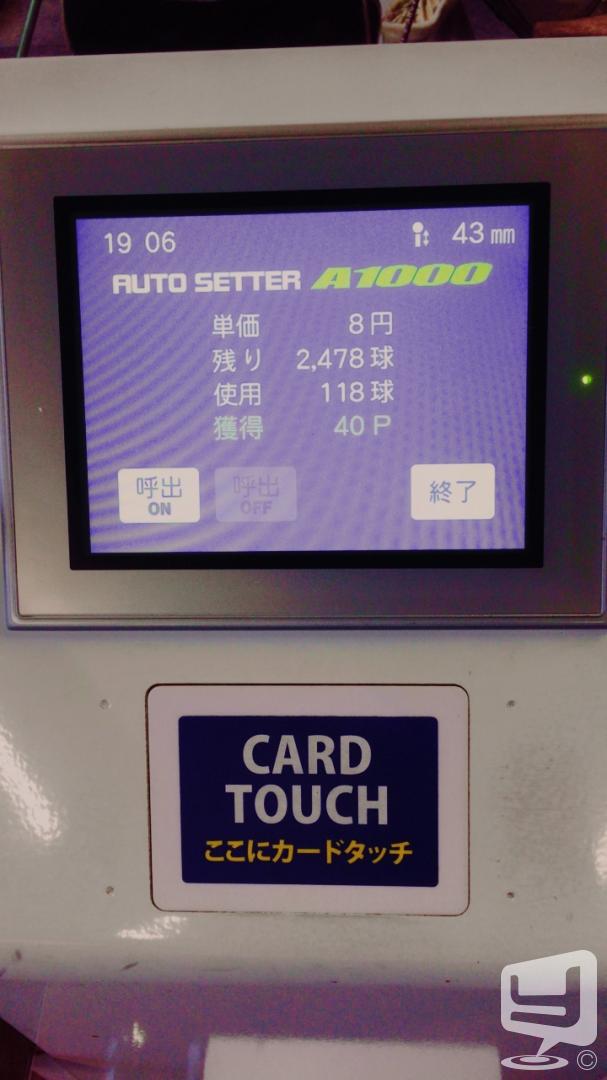 19 06 43 mm
AUTO SETTER A1000
単価 8 円
残り 2,478 球
使用 118 球
獲得 40 P
呼出 ON
呼出 OFF
終了
CARD
TOUCH
ここにカードタッチ
©